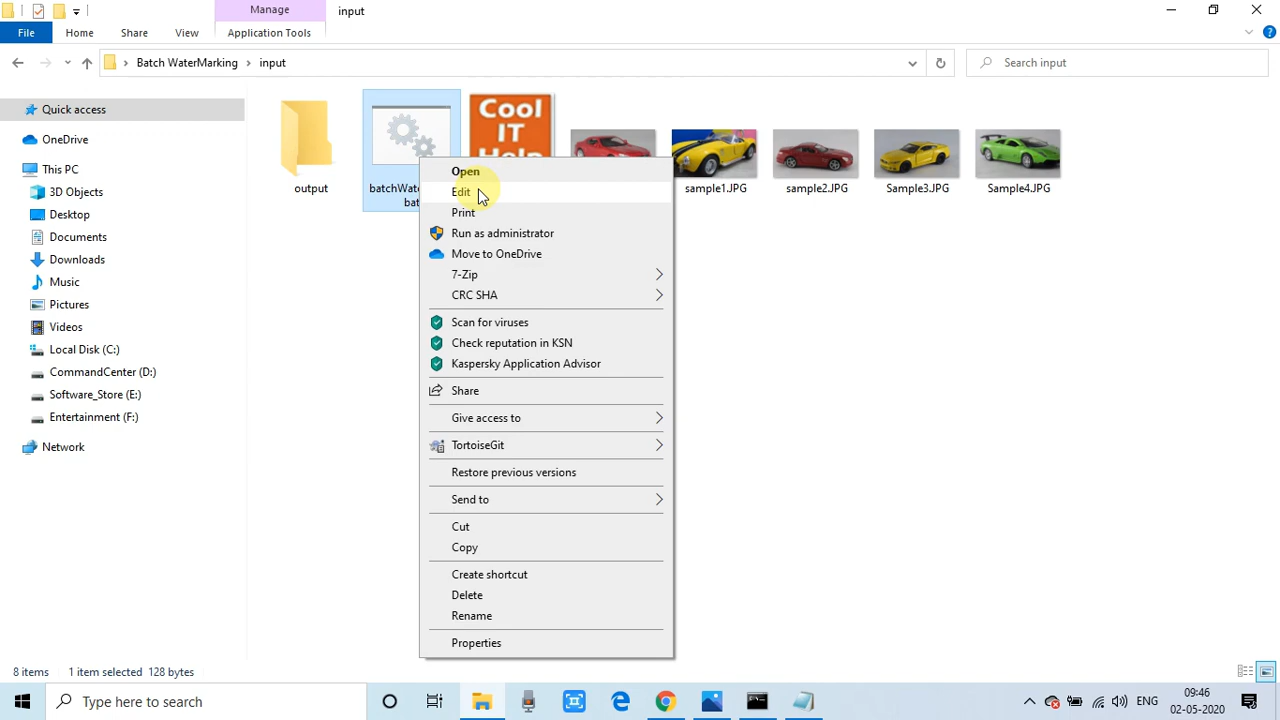 Manage
input
File
Home
Share
View
Application Tools
Batch WaterMarking
input
Search input
Quick access
OneDrive
This PC
3D Objects
Desktop
Documents
Downloads
Music
Pictures
Videos
Local Disk (C:)
CommandCenter (D:)
Software_Store (E:)
Entertainment (F:)
Network
Cool
IT
Help
output
batchWate
bat
sample1.JPG
sample2.JPG
Sample3.JPG
Sample4.JPG
Open
Edit
Print
Run as administrator
Move to OneDrive
7-Zip
CRC SHA
Scan for viruses
Check reputation in KSN
Kaspersky Application Advisor
Share
Give access to
TortoiseGit
Restore previous versions
Send to
Cut
Copy
Create shortcut
Delete
Rename
Properties
8 items
1 item selected 128 bytes
Type here to search
ENG
09:46
02-05-2020